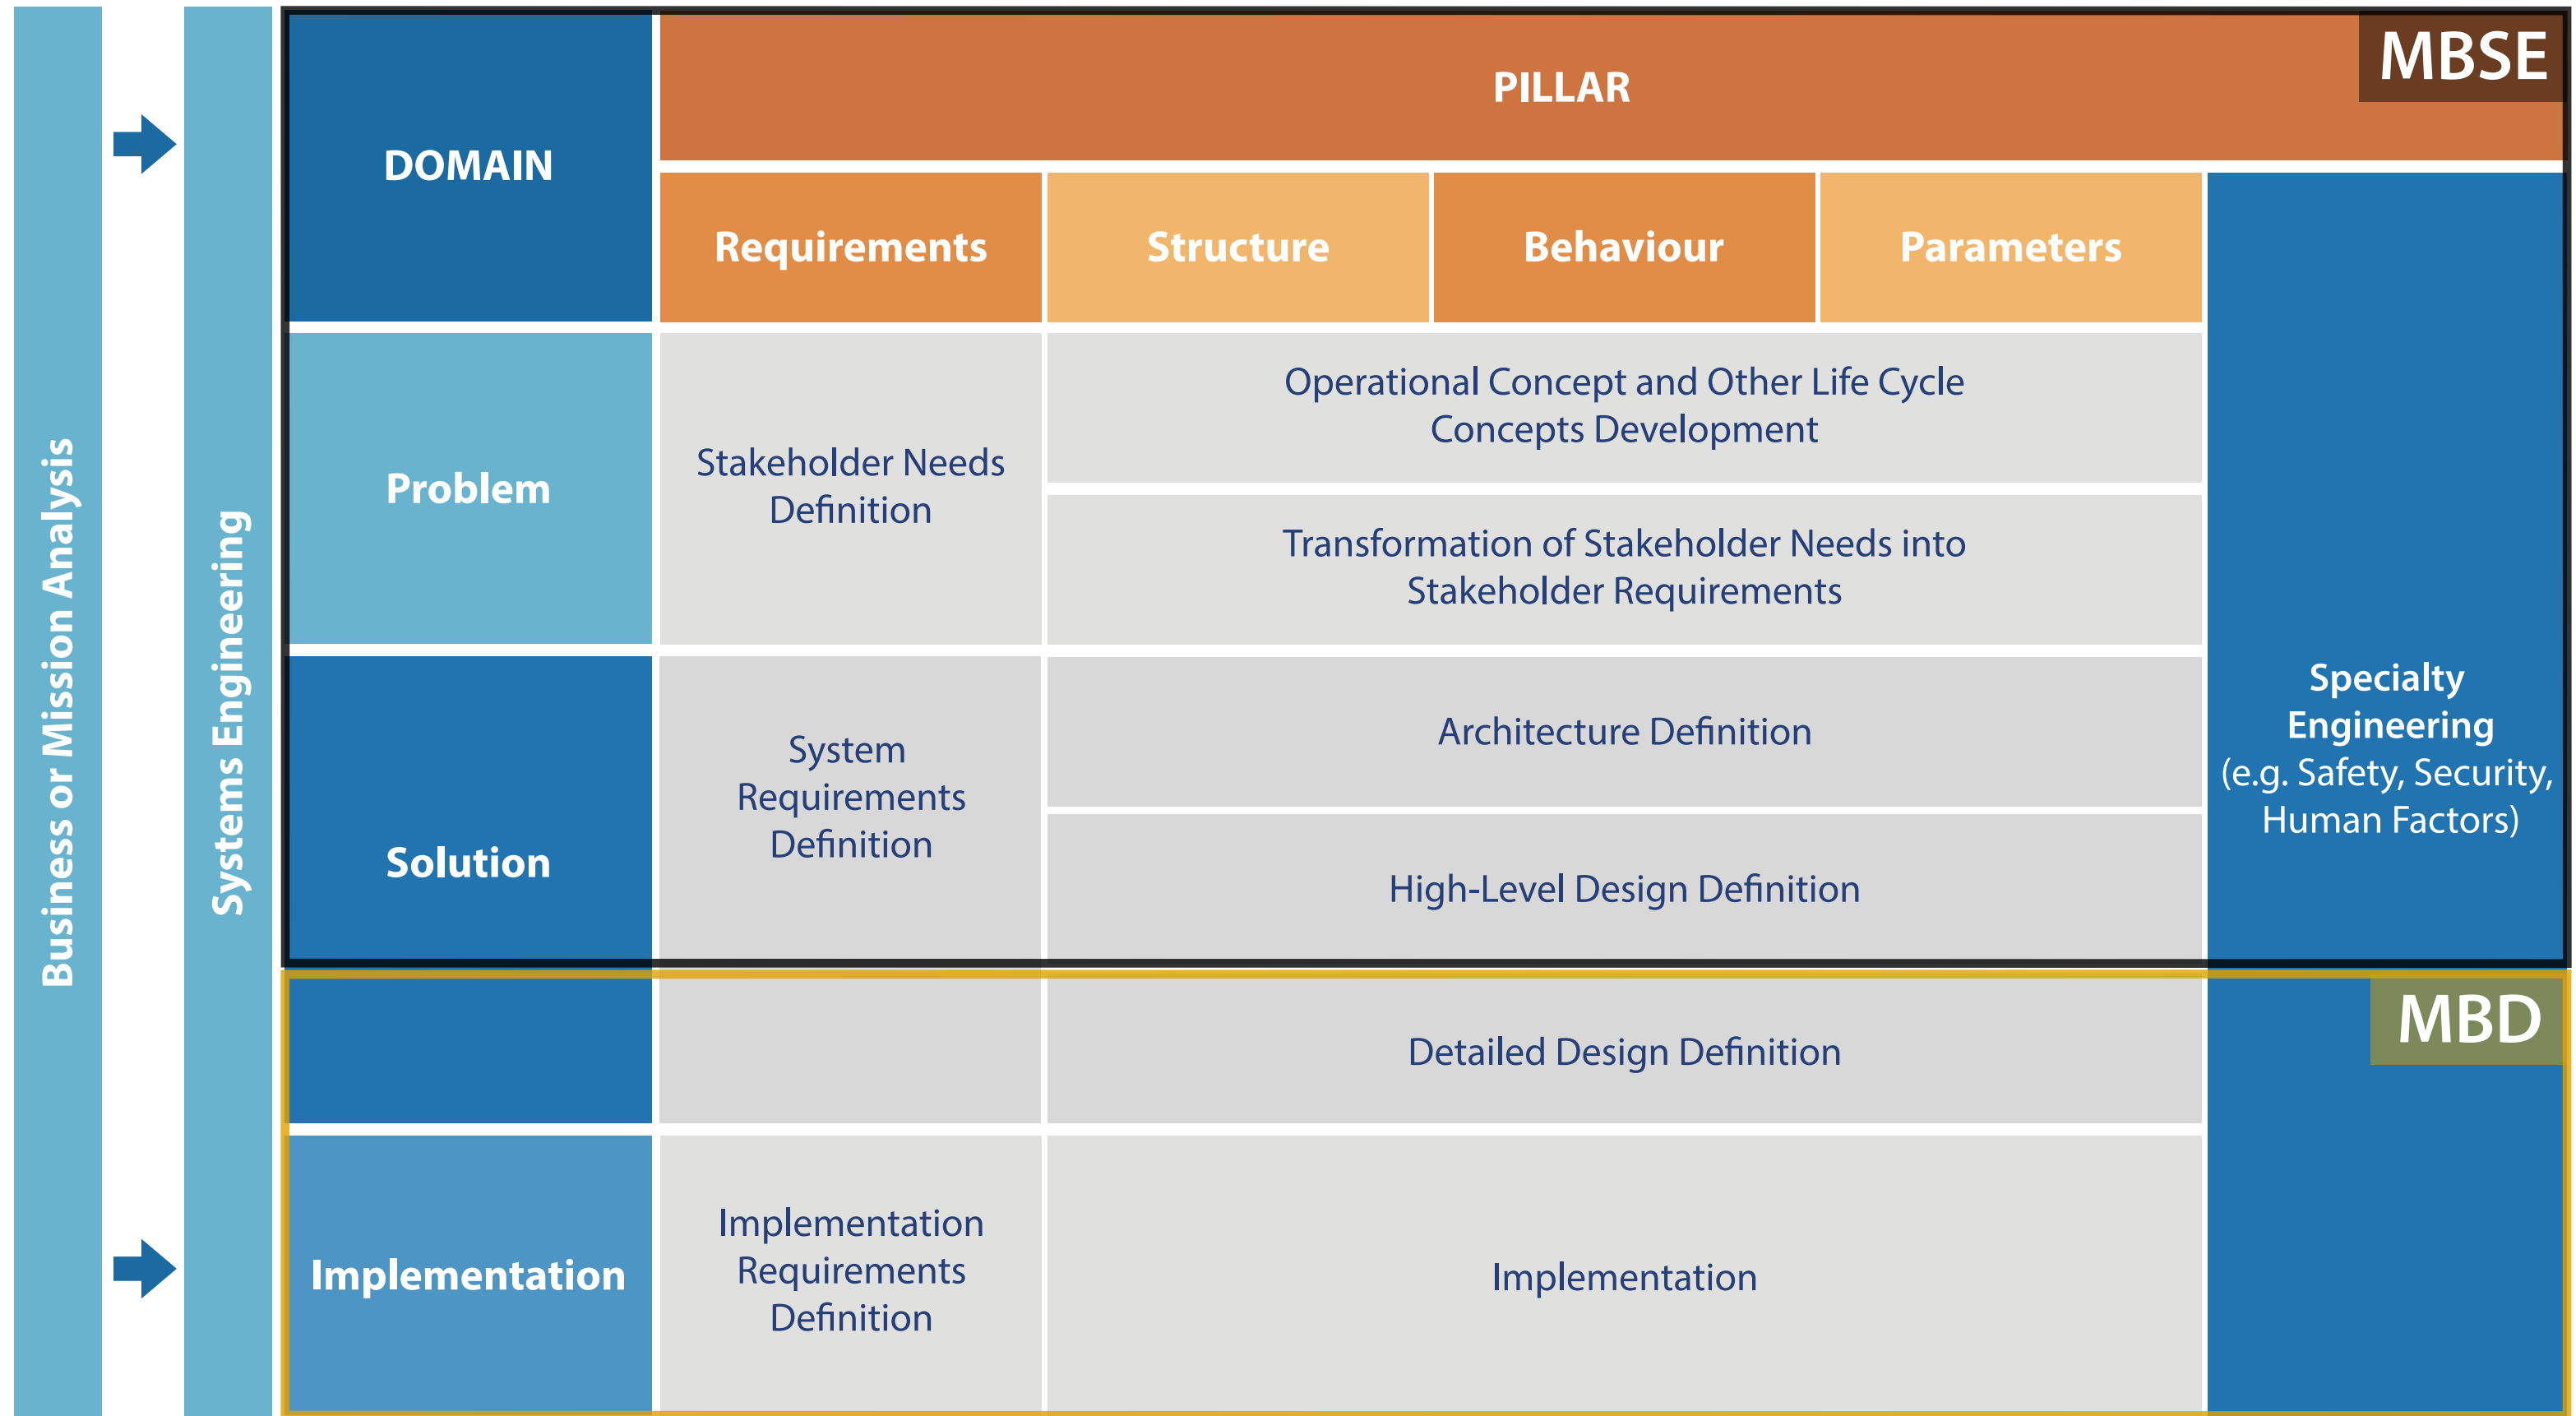 Business or Mission Analysis
Systems Engineering
MBSE
PILLAR
DOMAIN
Requirements
Structure
Behaviour
Parameters
Problem
Stakeholder Needs
Definition
Operational Concept and Other Life Cycle
Concepts Development
Transformation of Stakeholder Needs into
Stakeholder Requirements
Solution
System
Requirements
Definition
Architecture Definition
High-Level Design Definition
Specialty
Engineering
(e.g. Safety, Security,
Human Factors)
MBD
Detailed Design Definition
Implementation
Implementation
Requirements
Definition
Implementation